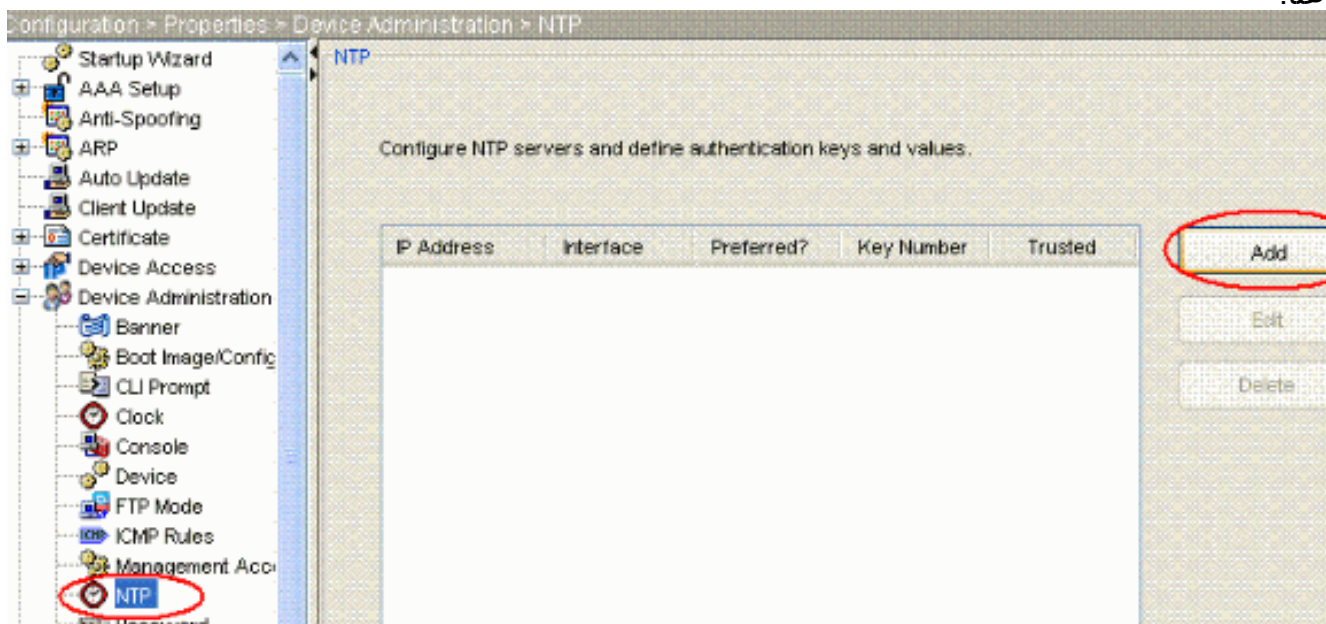 Configuration > Properties > Device Administration > NTP
Startup Wizard
AAA Setup
Anti-Spoofing
ARP
Auto Update
Client Update
Certificate
Device Access
Device Administration
Banner
Boot Image/Config
CLI Prompt
Clock
Console
Device
FTP Mode
ICMP Rules
Management Acc
NTP
NTP
Configure NTP servers and define authentication keys and values.
IP Address Interface Preferred? Key Number Trusted
Add
Edit
Delete